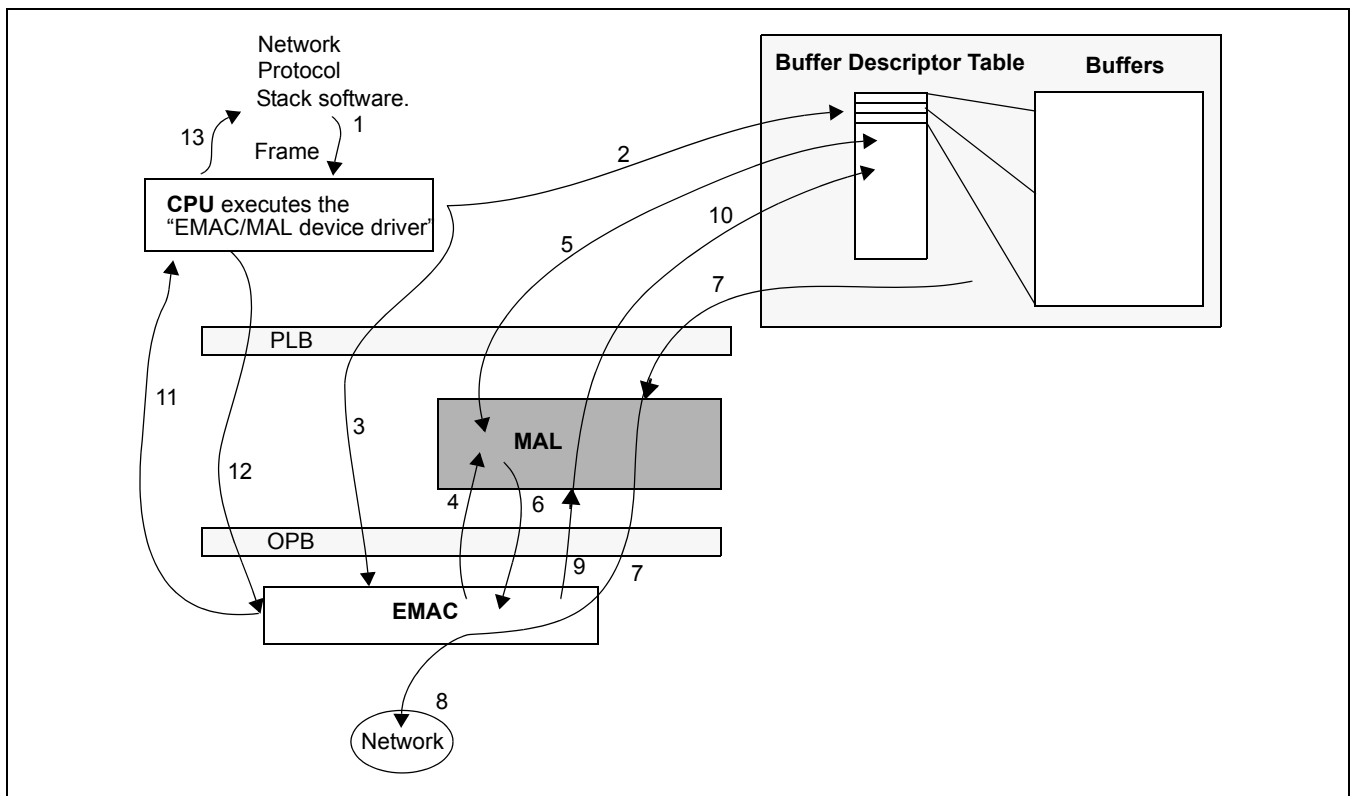 Network
Protocol
Stack software.
13
1
Frame
CPU executes the
“EMAC/MAL device driver”
2
Buffer Descriptor Table
Buffers
5
10
7
PLB
11
3
MAL
12
4
6
OPB
9
7
EMAC
8
Network